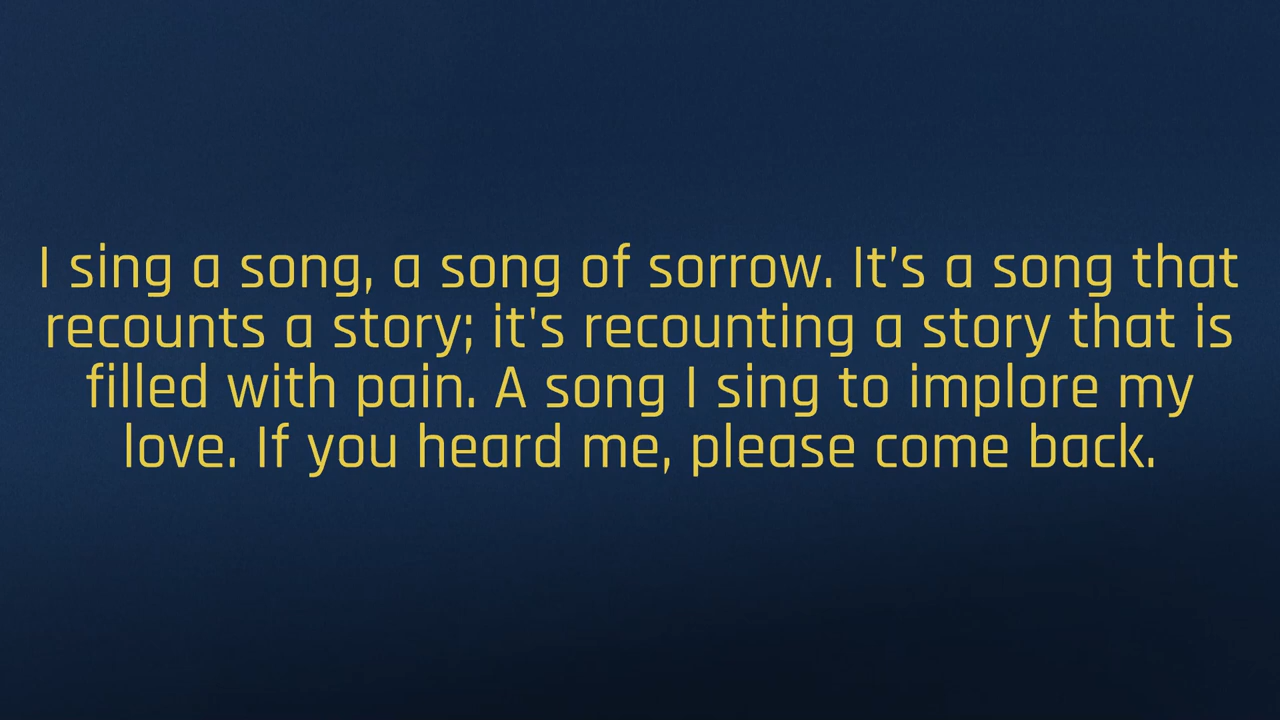 I sing a song, a song of sorrow. It's a song that
recounts a story; it's recounting a story that is
filled with pain. A song I sing to implore my
love. If you heard me, please come back.